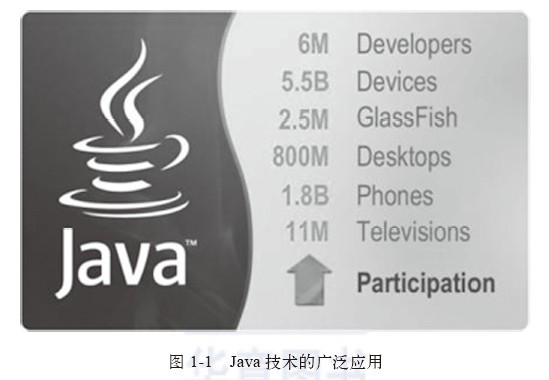 6M Developers
5.5B Devices
2.5M GlassFish
800M Desktops
1.8B Phones
11M Televisions
Participation
Java™
图 1-1 Java 技术的广泛应用